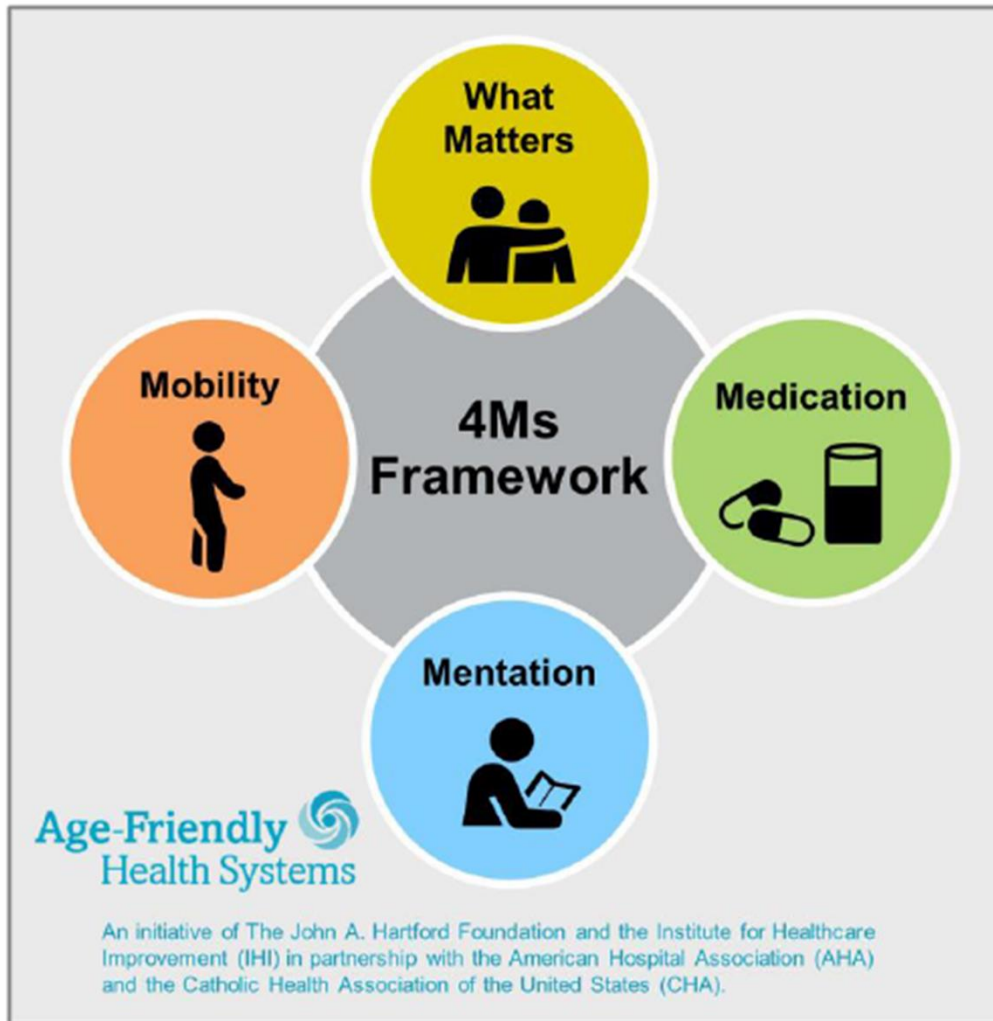 What
Matters
Mobility
4Ms
Framework
Medication
Mentation
Age-Friendly
Health Systems
An initiative of The John A. Hartford Foundation and the Institute for Healthcare
Improvement (IHI) in partnership with the American Hospital Association (AHA)
and the Catholic Health Association of the United States (CHA).